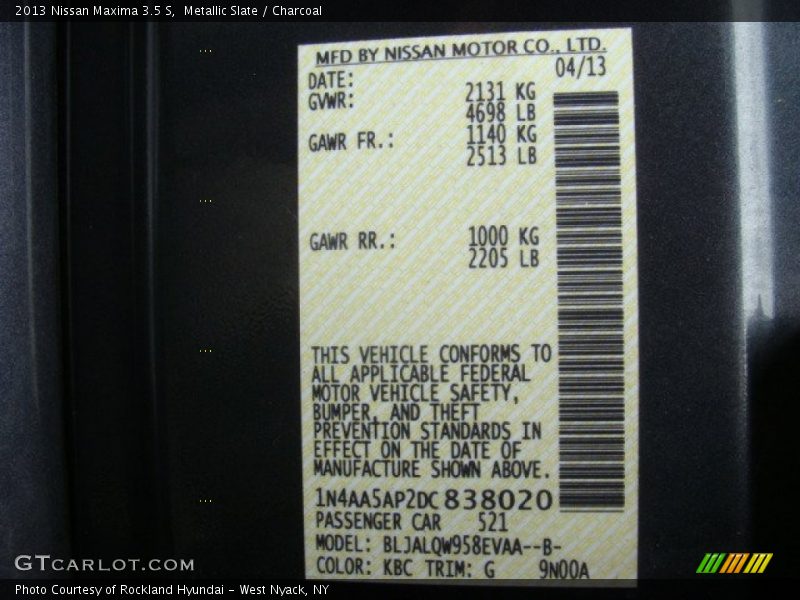 2013 Nissan Maxima 3.5 S, Metallic Slate / Charcoal
MFD BY NISSAN MOTOR CO., LTD.
DATE: 04/13
GVWR: 2131 KG
4698 LB
GAWR FR.: 1140 KG
2513 LB
GAWR RR.: 1000 KG
2205 LB
THIS VEHICLE CONFORMS TO
ALL APPLICABLE FEDERAL
MOTOR VEHICLE SAFETY,
BUMPER, AND THEFT
PREVENTION STANDARDS IN
EFFECT ON THE DATE OF
MANUFACTURE SHOWN ABOVE.
1N4AA5AP2DC838020
PASSENGER CAR 521
MODEL: BLJALQW958EVAA--B-
COLOR: KBC TRIM: G 9N00A
GTCARLOT.COM
Photo Courtesy of Rockland Hyundai - West Nyack, NY